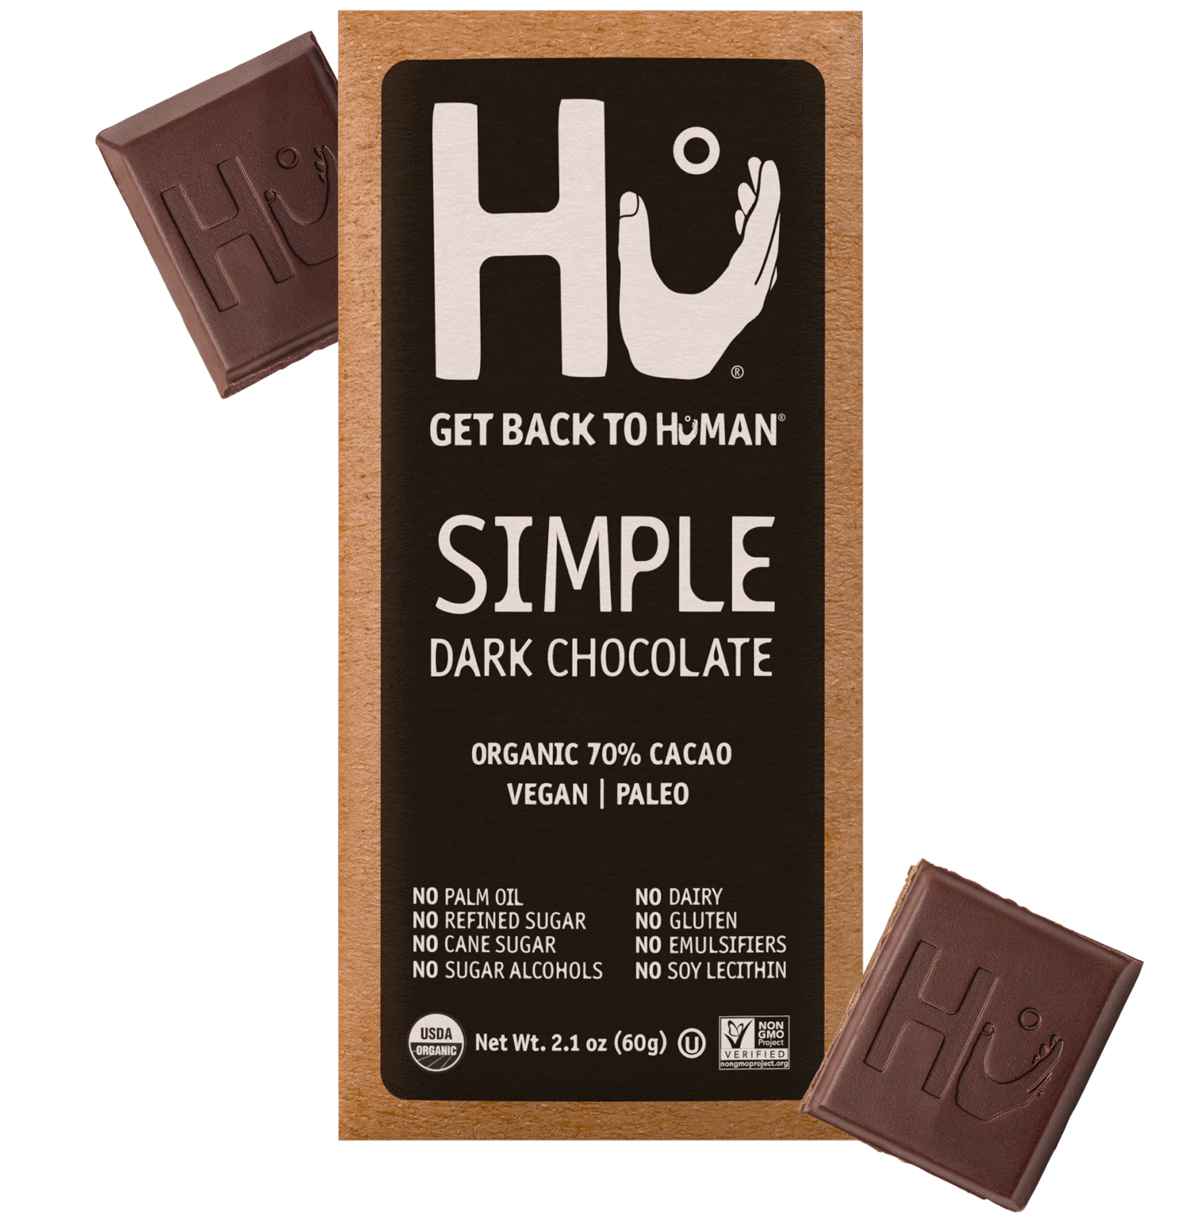 Hu
Hu®
GET BACK TO HUMAN®
SIMPLE
DARK CHOCOLATE
ORGANIC 70% CACAO
VEGAN | PALEO
NO PALM OIL
NO REFINED SUGAR
NO CANE SUGAR
NO SUGAR ALCOHOLS
NO DAIRY
NO GLUTEN
NO EMULSIFIERS
NO SOY LECITHIN
USDA
ORGANIC
Net Wt. 2.1 oz (60g)
U
NON
GMO
Project
VERIFIED
nongmoproject.org
Hu